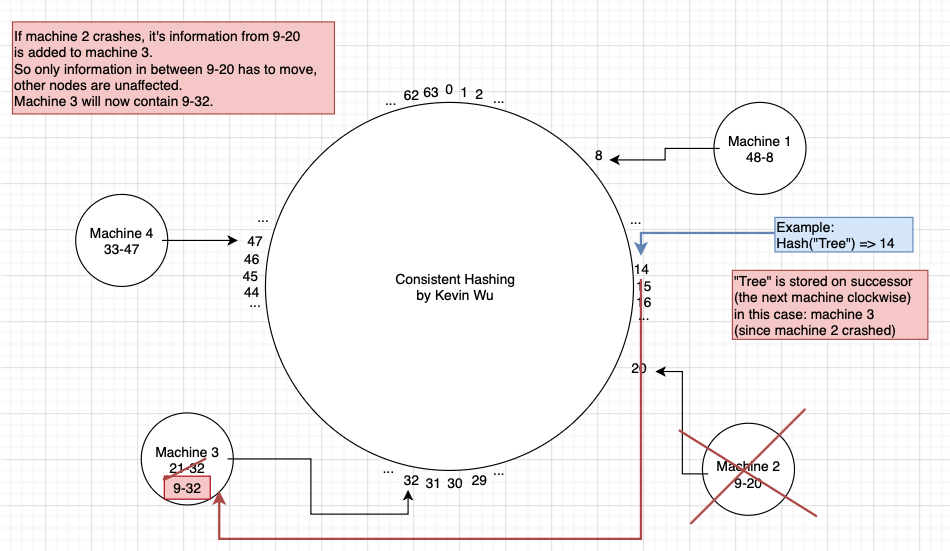 If machine 2 crashes, it's information from 9-20
is added to machine 3.
So only information in between 9-20 has to move,
other nodes are unaffected.
Machine 3 will now contain 9-32.
... 62 63 0 1 2 ...
Machine 1
48-8
8
...
Machine 4
33-47
...
47
46
45
44
...
Example:
Hash("Tree") => 14
14
15
16
...
Consistent Hashing
by Kevin Wu
"Tree" is stored on successor
(the next machine clockwise)
in this case: machine 3
(since machine 2 crashed)
20
Machine 2
9-20
Machine 3
21-32
9-32
... 32 31 30 29 ...